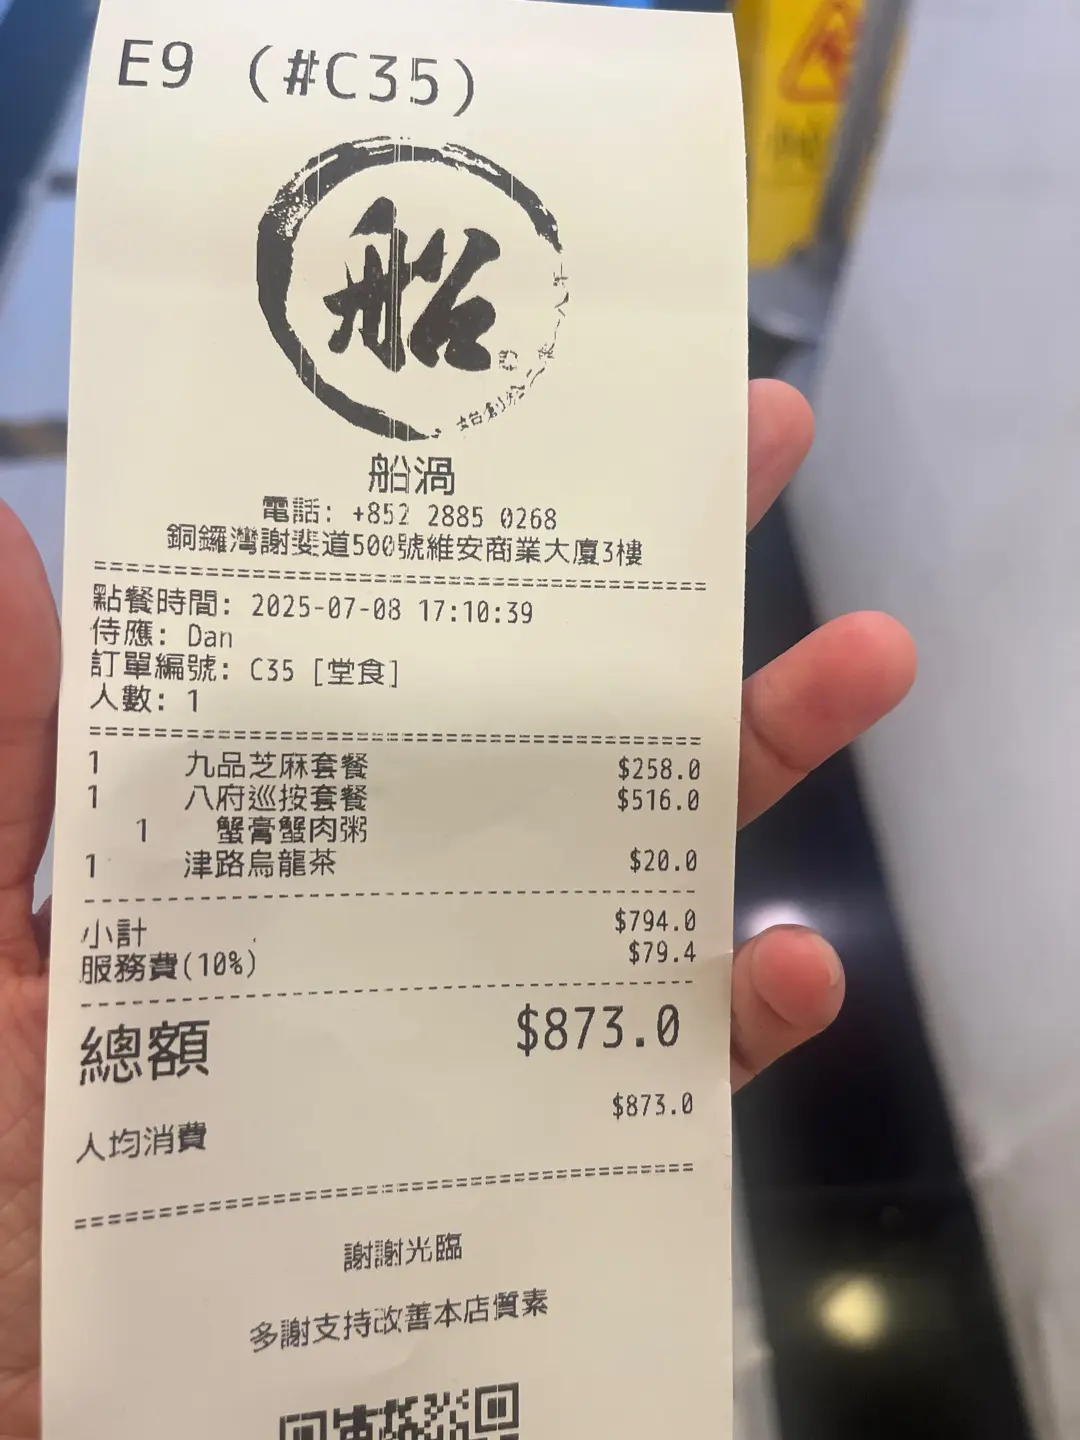 E9 (#C35)
船
船渦
電話: +852 2885 0268
銅鑼灣謝斐道500號維安商業大廈3樓
點餐時間: 2025-07-08 17:10:39
侍應: Dan
訂單編號: C35 [堂食]
人數: 1
1 九品芝麻套餐 $258.0
1 八府巡按套餐 $516.0
1 蟹膏蟹肉粥
1 津路烏龍茶 $20.0
小計 $794.0
服務費(10%) $79.4
總額 $873.0
人均消費 $873.0
謝謝光臨
多謝支持改善本店質素